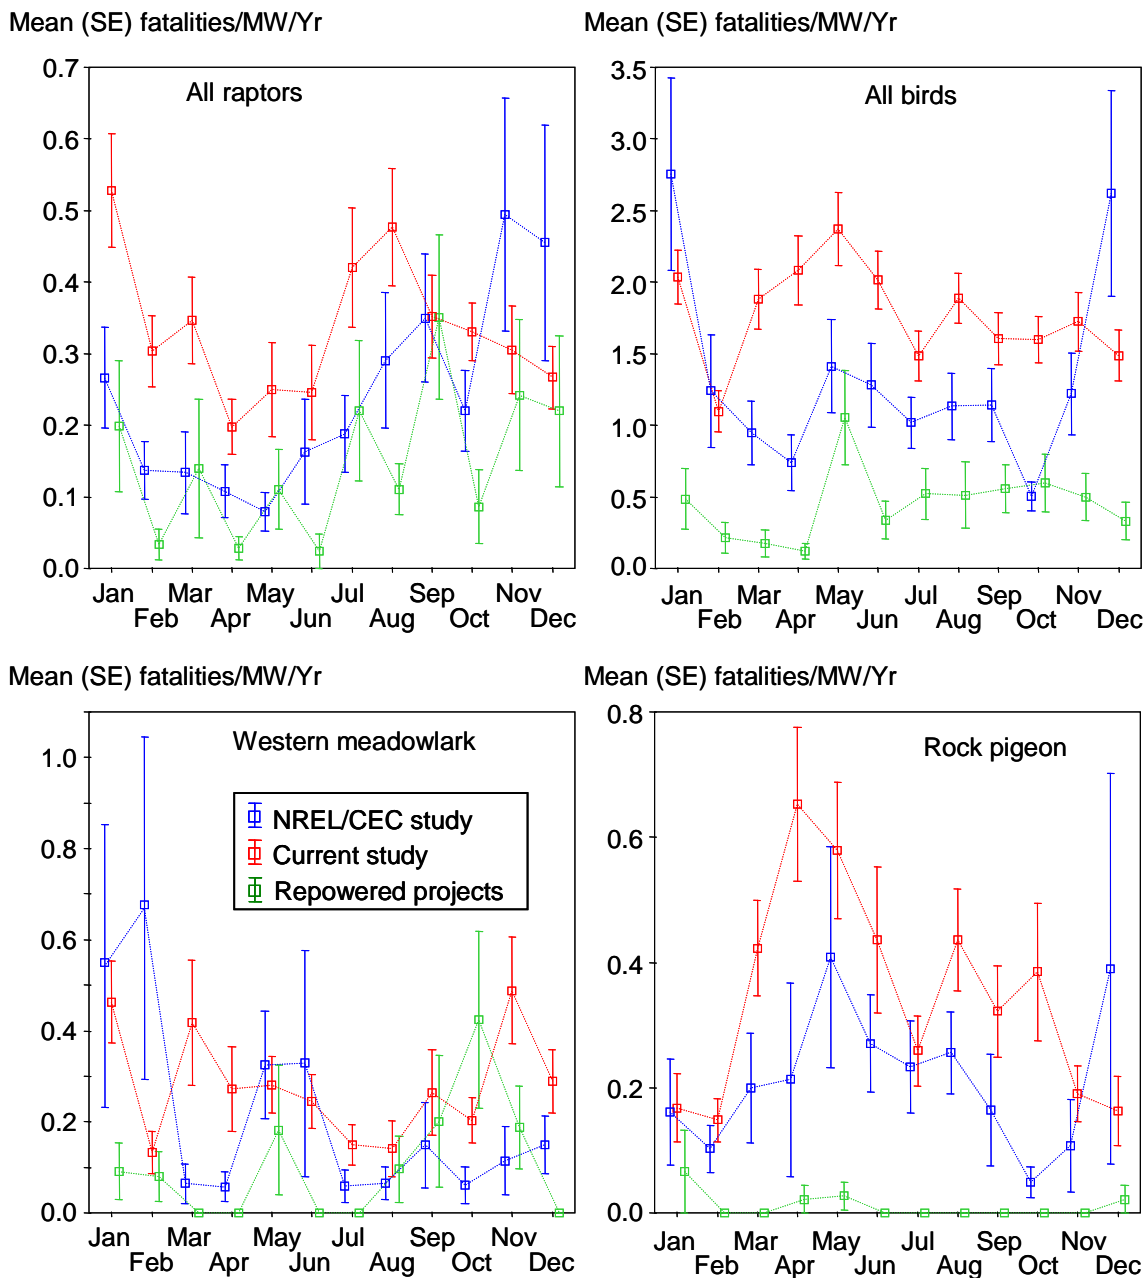 Mean (SE) fatalities/MW/Yr
All raptors
0.7
0.6
0.5
0.4
0.3
0.2
0.1
0.0
Jan Mar May Jul Sep Nov
Feb Apr Jun Aug Oct Dec
Mean (SE) fatalities/MW/Yr
All birds
3.5
3.0
2.5
2.0
1.5
1.0
0.5
0.0
Jan Mar May Jul Sep Nov
Feb Apr Jun Aug Oct Dec
Mean (SE) fatalities/MW/Yr
Western meadowlark
NREL/CEC study
Current study
Repowered projects
1.0
0.8
0.6
0.4
0.2
0.0
Jan Mar May Jul Sep Nov
Feb Apr Jun Aug Oct Dec
Mean (SE) fatalities/MW/Yr
Rock pigeon
0.8
0.6
0.4
0.2
0.0
Jan Mar May Jul Sep Nov
Feb Apr Jun Aug Oct Dec